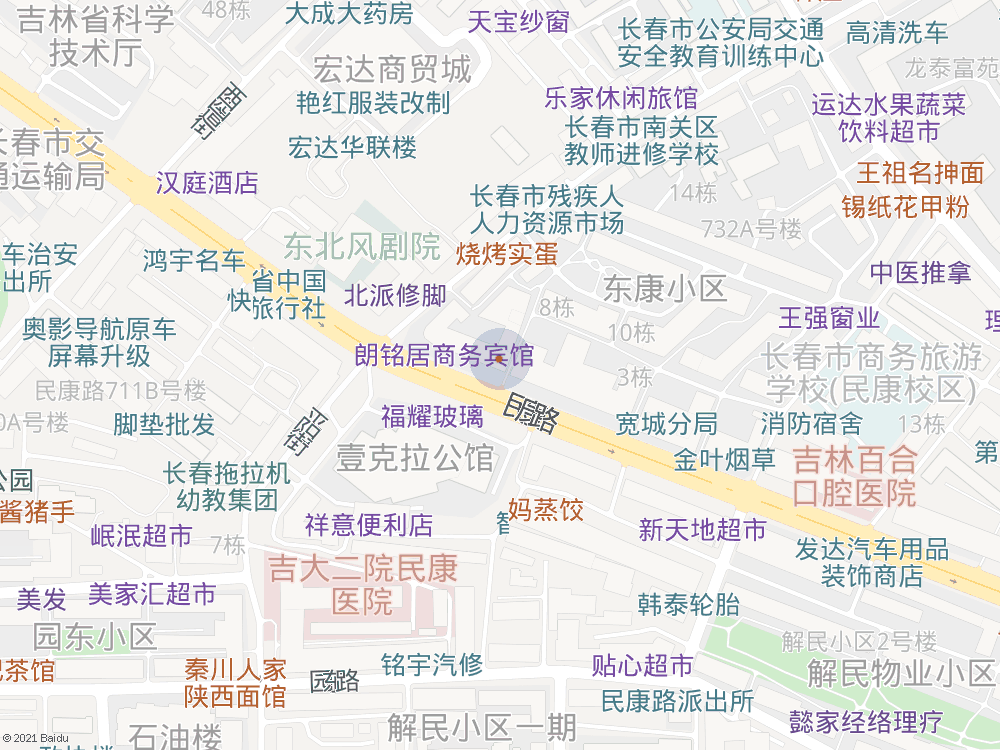 48栋
大成大药房
天宝纱窗
吉林省科学
技术厅
长春市公安局交通
安全教育训练中心
高清洗车
宏达商贸城
龙泰富苑
艳红服装改制
乐家休闲旅馆
运达水果蔬菜
饮料超市
长春市南关区
教师进修学校
宏达华联楼
长春市交
通运输局
王祖名抻面
汉庭酒店
14栋
长春市残疾人
人力资源市场
锡纸花甲粉
732A号楼
东北风剧院
烧烤实蛋
车治安
出所
鸿宇名车
省中国
快旅行社
北派修脚
东康小区
中医推拿
8栋
王强窗业
理
奥影导航原车
屏幕升级
10栋
朗铭居商务宾馆
长春市商务旅游
学校(民康校区)
3栋
民康路711B号楼
0A号楼
脚垫批发
平阳街
福耀玻璃
自由路
宽城分局
消防宿舍
13栋
壹克拉公馆
金叶烟草
吉林百合
口腔医院
第
公园
长春拖拉机
幼教集团
酱猪手
妈蒸饺
智
祥意便利店
新天地超市
岷泯超市
7栋
发达汽车用品
装饰商店
吉大二院民康
医院
美发
美家汇超市
韩泰轮胎
园东小区
解民小区2号楼
茶馆
秦川人家
陕西面馆
铭宇汽修
贴心超市
解民物业小区
园东路
民康路派出所
石油楼
解民小区一期
懿家经络理疗
© 2021 Baidu